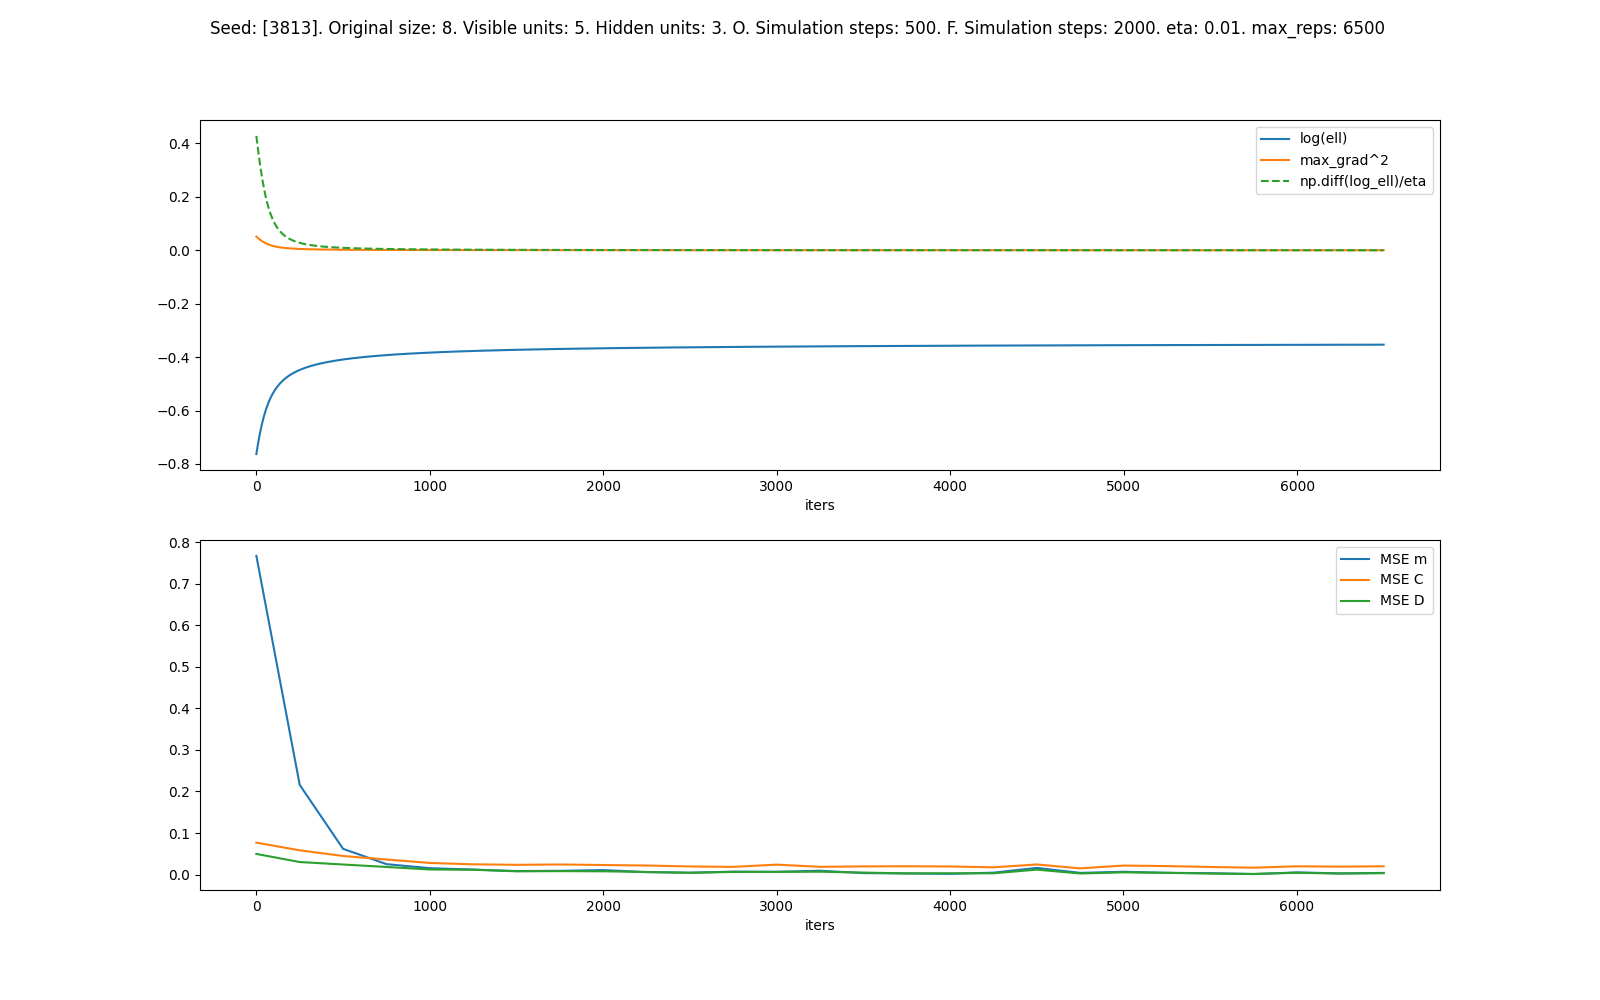 Seed: [3813]. Original size: 8. Visible units: 5. Hidden units: 3. O. Simulation steps: 500. F. Simulation steps: 2000. eta: 0.01. max_reps: 6500
0.4
0.2
0.0
−0.2
−0.4
−0.6
−0.8
log(ell)
max_grad^2
np.diff(log_ell)/eta
0 1000 2000 3000 4000 5000 6000
iters
0.8
0.7
0.6
0.5
0.4
0.3
0.2
0.1
0.0
MSE m
MSE C
MSE D
0 1000 2000 3000 4000 5000 6000
iters